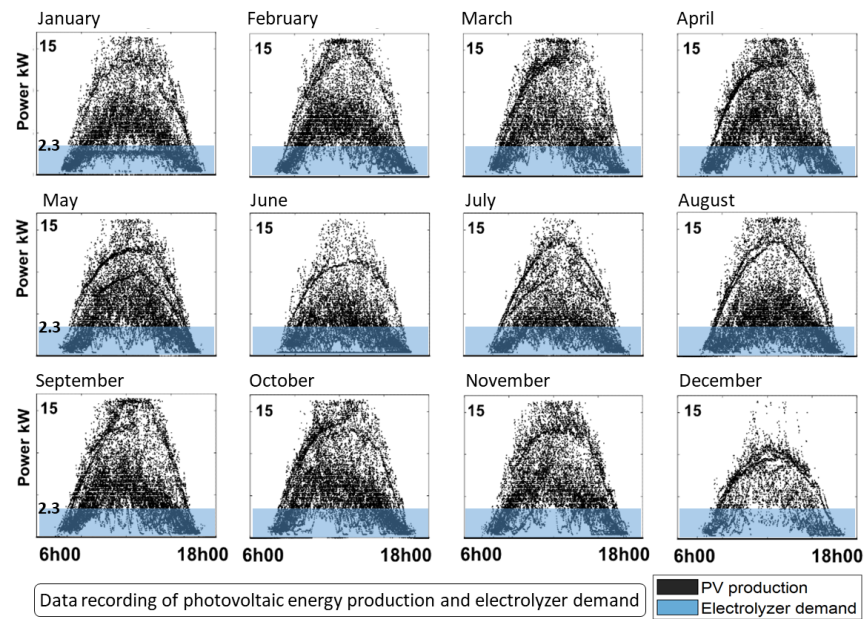 January
February
March
April
Power kW
15
2.3
15
15
15
May
June
July
August
Power kW
15
2.3
15
15
15
September
October
November
December
Power kW
15
2.3
15
15
15
6h00
18h00
6h00
18h00
6h00
18h00
6h00
18h00
Data recording of photovoltaic energy production and electrolyzer demand
PV production
Electrolyzer demand